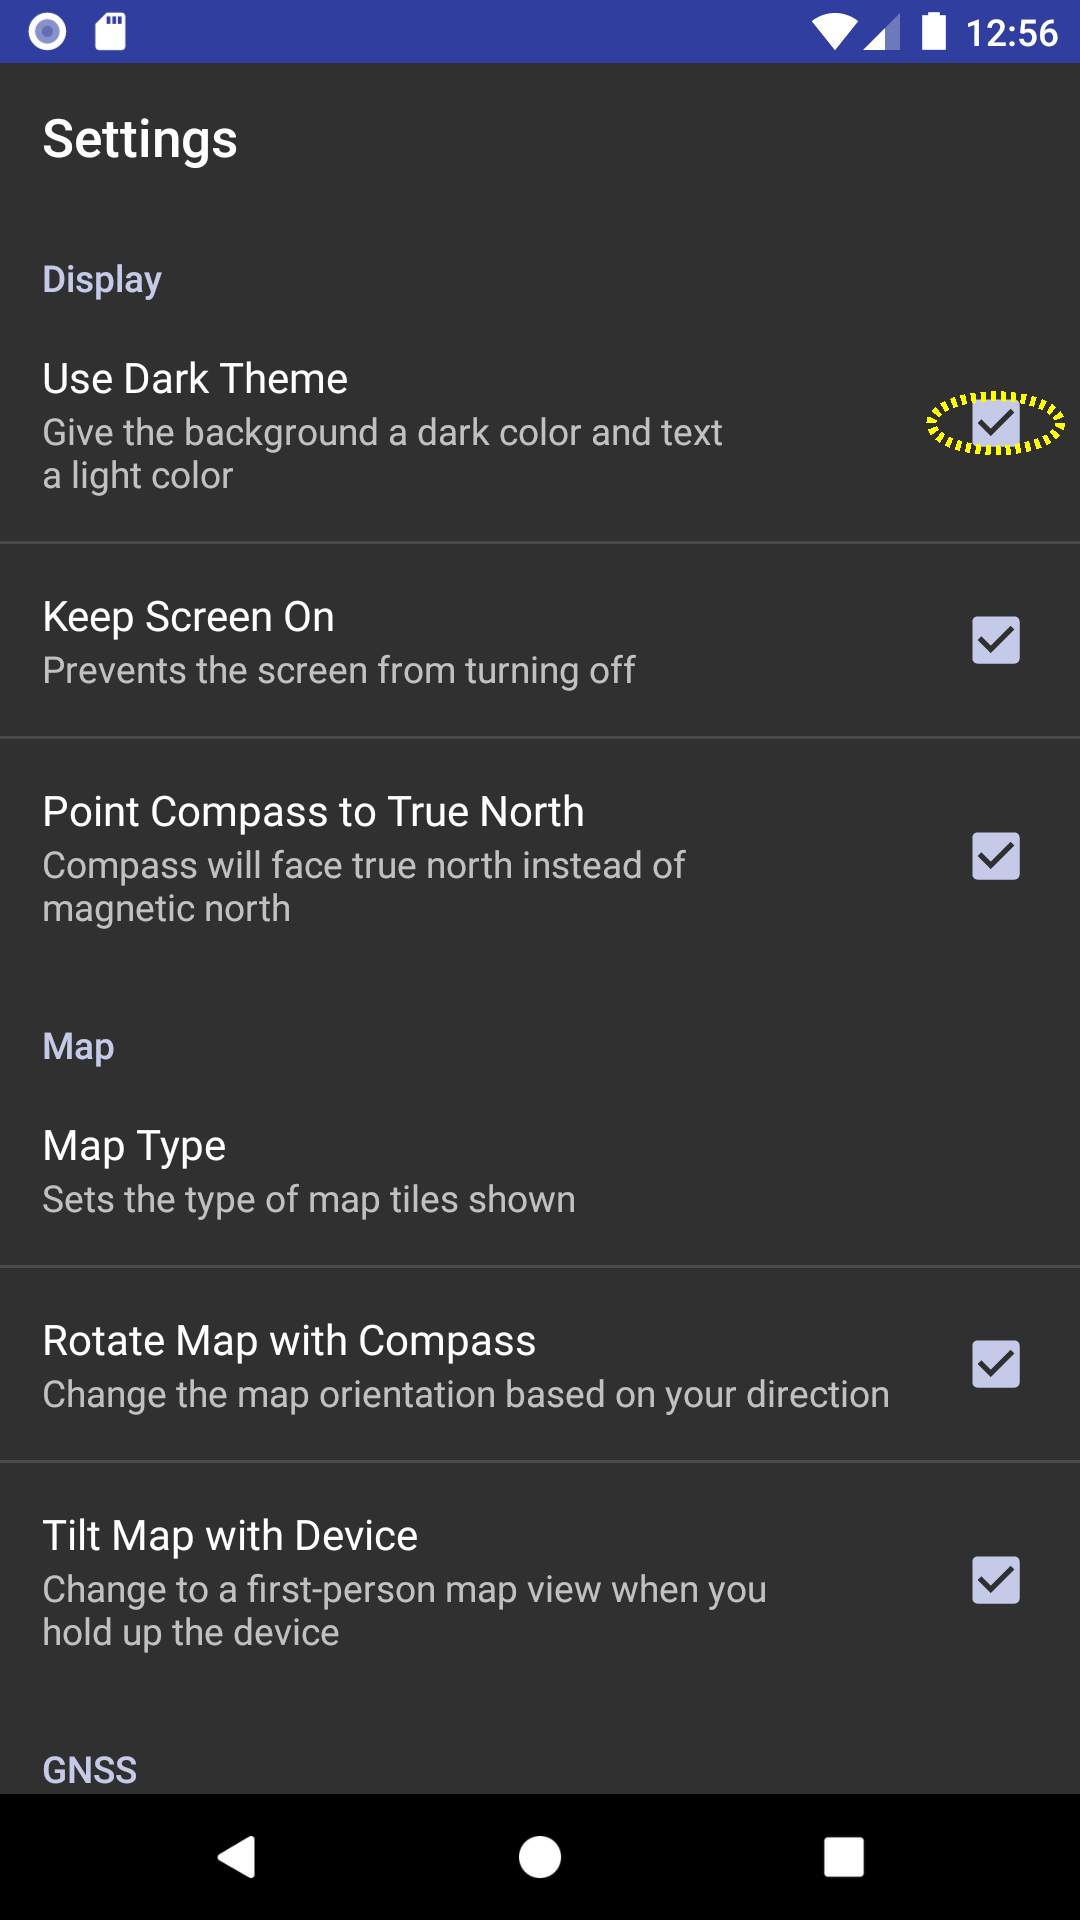 12:56
Settings
Display
Use Dark Theme
Give the background a dark color and text
a light color
Keep Screen On
Prevents the screen from turning off
Point Compass to True North
Compass will face true north instead of
magnetic north
Map
Map Type
Sets the type of map tiles shown
Rotate Map with Compass
Change the map orientation based on your direction
Tilt Map with Device
Change to a first-person map view when you
hold up the device
GNSS